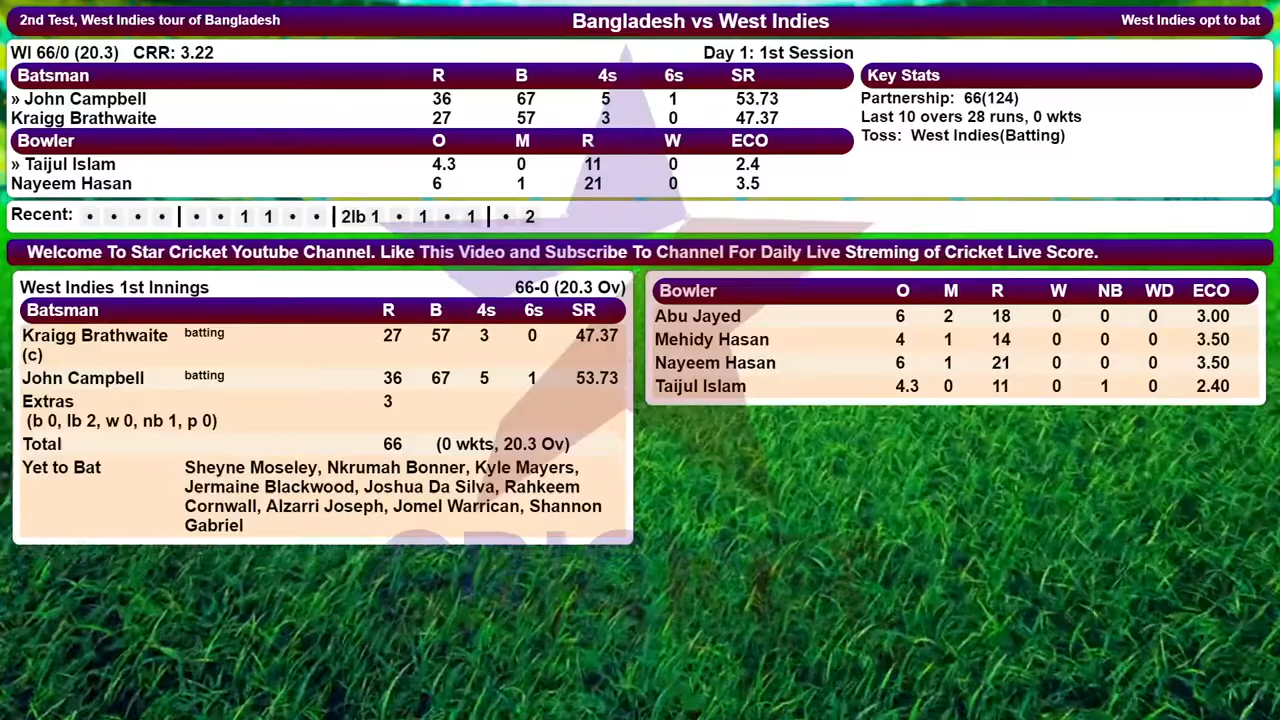 2nd Test, West Indies tour of Bangladesh Bangladesh vs West Indies West Indies opt to bat
WI 66/0 (20.3) CRR: 3.22 Day 1: 1st Session
Batsman R B 4s 6s SR
» John Campbell 36 67 5 1 53.73
Kraigg Brathwaite 27 57 3 0 47.37
Bowler O M R W ECO
» Taijul Islam 4.3 0 11 0 2.4
Nayeem Hasan 6 1 21 0 3.5
Key Stats
Partnership: 66(124)
Last 10 overs 28 runs, 0 wkts
Toss: West Indies(Batting)
Recent: • • • • | • • 1 1 • • | 2lb 1 • 1 • 1 | • 2
Welcome To Star Cricket Youtube Channel. Like This Video and Subscribe To Channel For Daily Live Streming of Cricket Live Score.
West Indies 1st Innings 66-0 (20.3 Ov)
Batsman R B 4s 6s SR
Kraigg Brathwaite batting 27 57 3 0 47.37
(c)
John Campbell batting 36 67 5 1 53.73
Extras 3
(b 0, lb 2, w 0, nb 1, p 0)
Total 66 (0 wkts, 20.3 Ov)
Yet to Bat Sheyne Moseley, Nkrumah Bonner, Kyle Mayers,
Jermaine Blackwood, Joshua Da Silva, Rahkeem
Cornwall, Alzarri Joseph, Jomel Warrican, Shannon
Gabriel
Bowler O M R W NB WD ECO
Abu Jayed 6 2 18 0 0 0 3.00
Mehidy Hasan 4 1 14 0 0 0 3.50
Nayeem Hasan 6 1 21 0 0 0 3.50
Taijul Islam 4.3 0 11 0 1 0 2.40